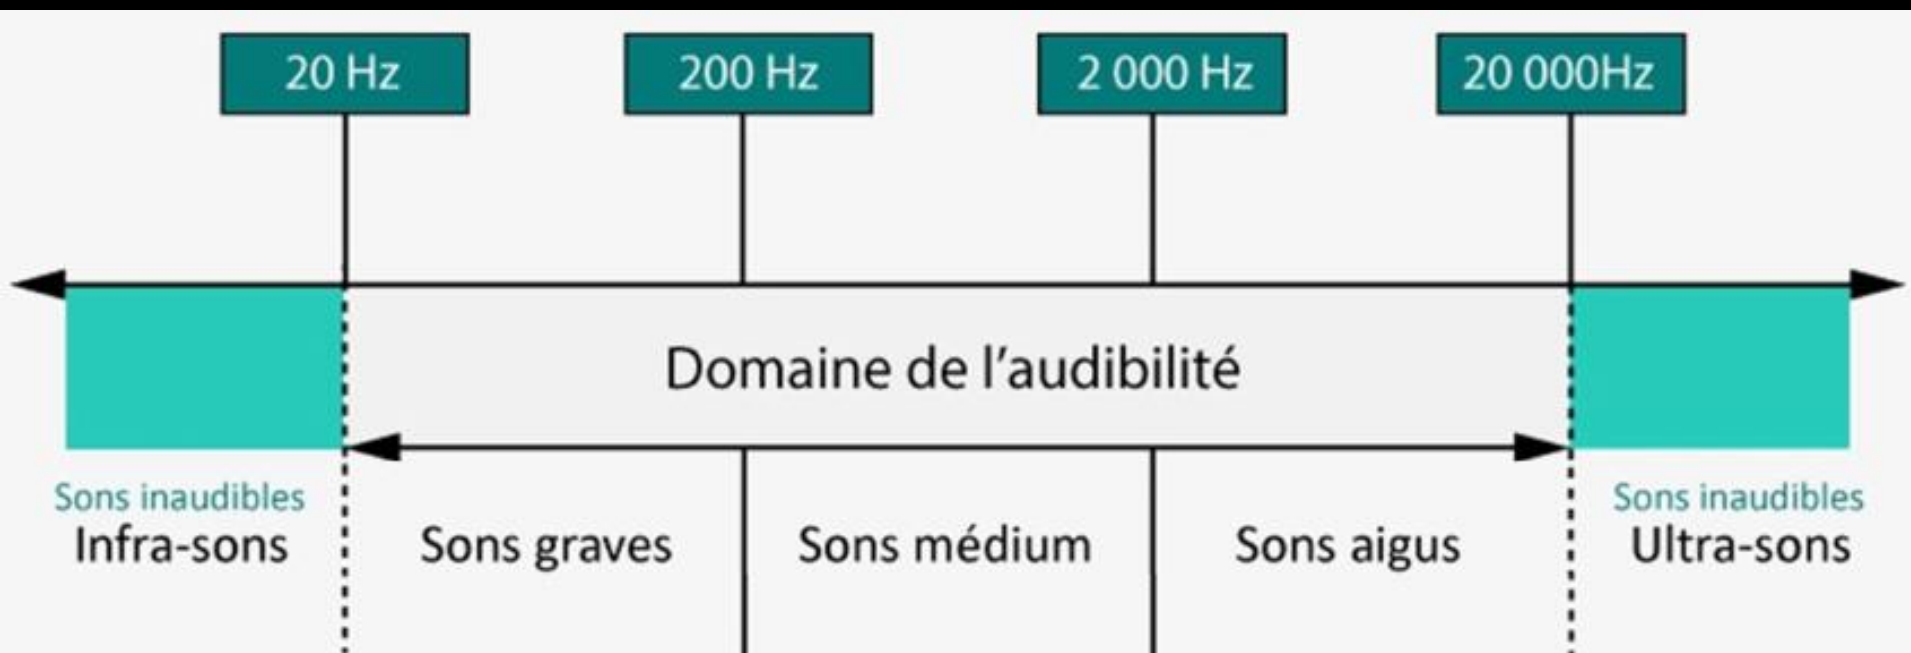 20 Hz
200 Hz
2 000 Hz
20 000Hz
Domaine de l'audibilité
Sons inaudibles
Infra-sons
Sons graves
Sons médium
Sons aigus
Sons inaudibles
Ultra-sons